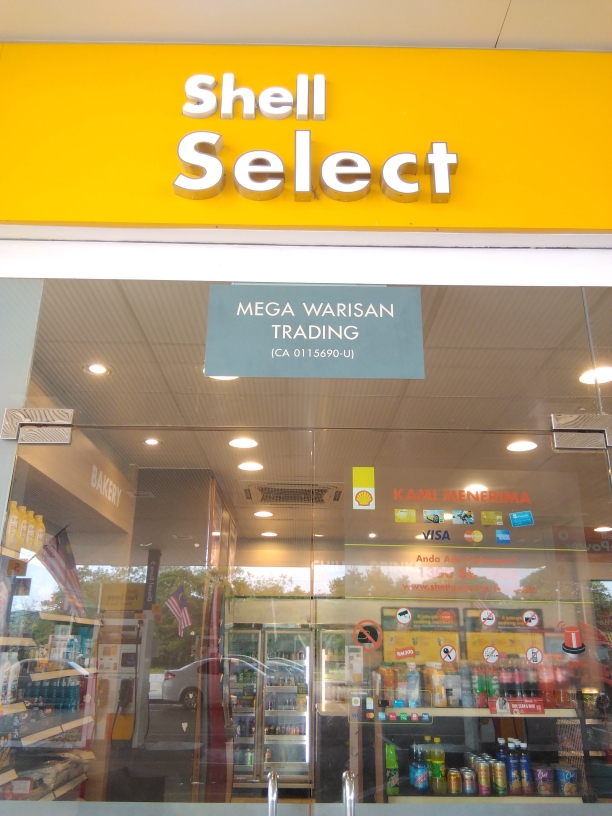 Shell
Select
MEGA WARISAN
TRADING
(CA 0115690-U)
BAKERY
KAMI MENERIMA
VISA